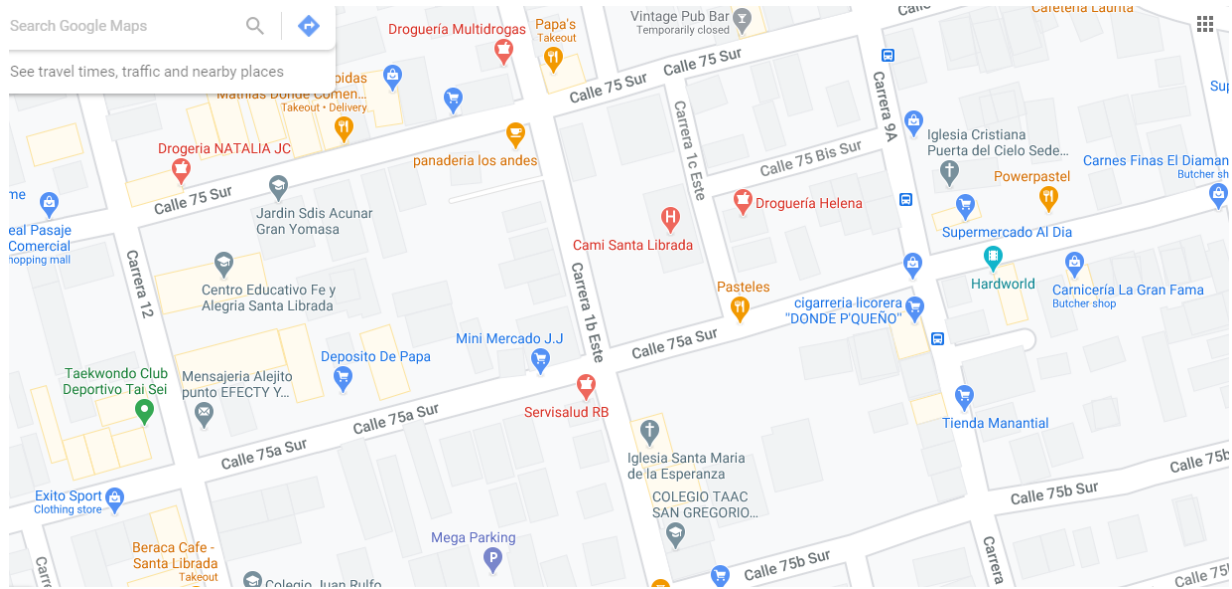 Search Google Maps
See travel times, traffic and nearby places
Droguería Multidrogas
Papa's
Takeout
Vintage Pub Bar
Temporarily closed
Calle
Cafetería Laurita
Calle 75 Sur
Calle 75 Sur
Carrera 9A
Mathias Donde Comen...
Takeout • Delivery
Drogeria NATALIA JC
panaderia los andes
Carrera 1c Este
Calle 75 Bis Sur
Iglesia Cristiana
Puerta del Cielo Sede...
Carnes Finas El Diaman
Butcher sh
Powerpastel
Calle 75 Sur
Jardin Sdis Acunar
Gran Yomasa
Droguería Helena
me
eal Pasaje
Comercial
hopping mall
Cami Santa Librada
Supermercado Al Dia
Carrera 12
Centro Educativo Fe y
Alegria Santa Librada
Carrera 1b Este
Pasteles
Hardworld
cigarreria licorera
"DONDE P'QUEÑO"
Carnicería La Gran Fama
Butcher shop
Mini Mercado J.J
Calle 75a Sur
Deposito De Papa
Taekwondo Club
Deportivo Tai Sei
Mensajeria Alejito
punto EFECTY Y...
Servisalud RB
Calle 75a Sur
Tienda Manantial
Calle 75a Sur
Iglesia Santa Maria
de la Esperanza
Calle 75b
Exito Sport
Clothing store
COLEGIO TAAC
SAN GREGORIO...
Calle 75b Sur
Mega Parking
Beraca Cafe -
Santa Librada
Takeout
Calle 75b Sur
Carrera
Colegio Juan Rulfo
Calle 75